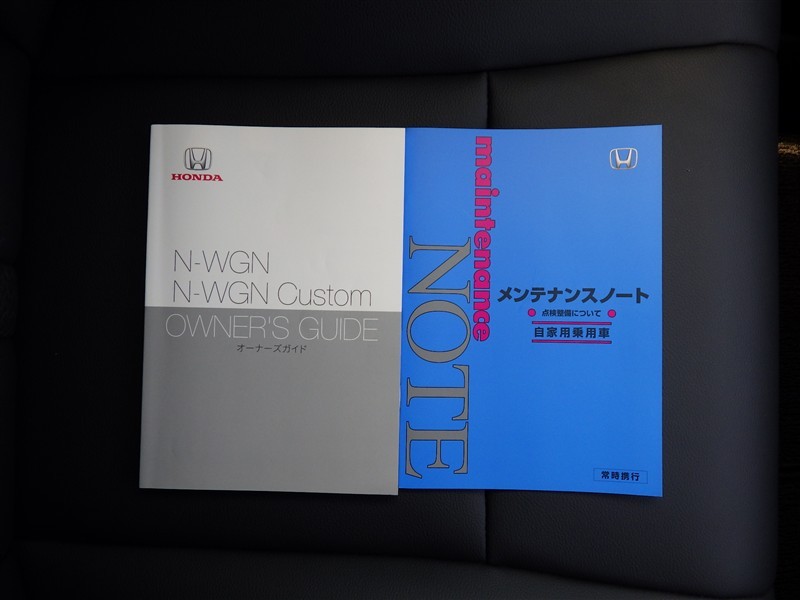 HONDA
N-WGN
N-WGN Custom
OWNER'S GUIDE
オーナーズガイド
maintenance
NOTE
メンテナンスノート
点検整備について
自家用乗用車
常時携行